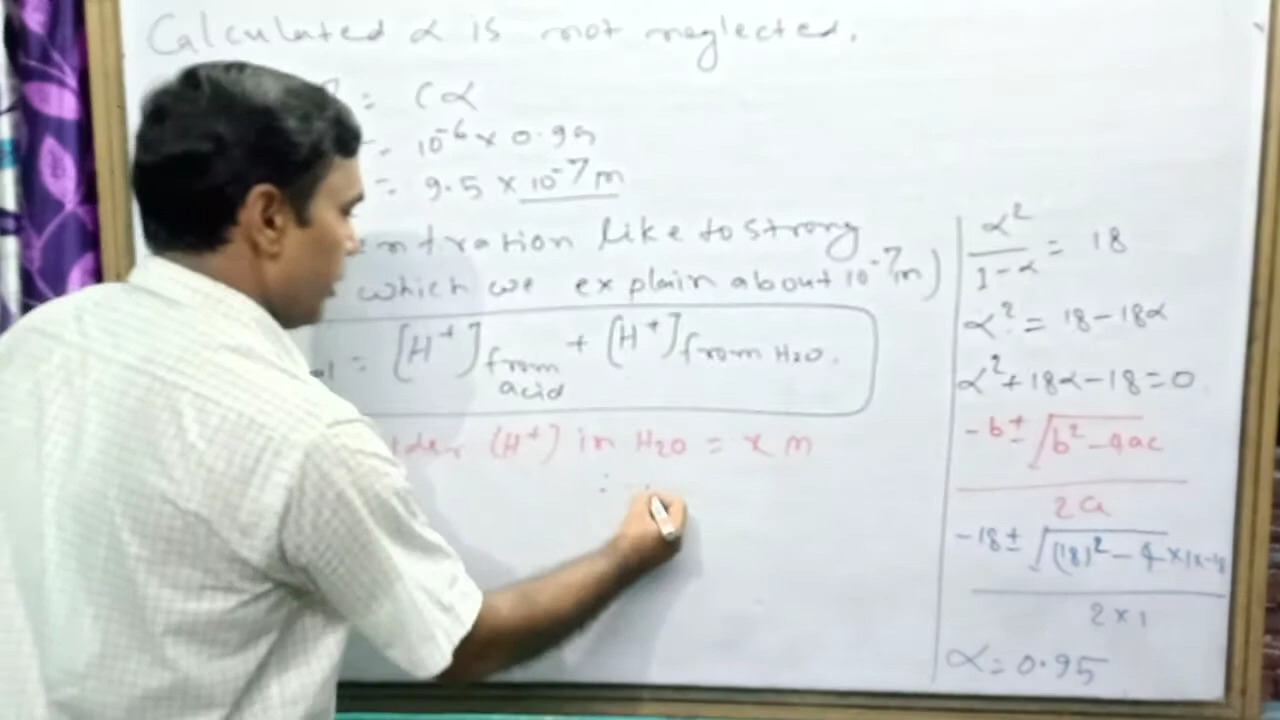 Calculated α is not neglected.
= Cα
= 10⁻⁶ × 0.95
= 9.5 × 10⁻⁷ m
entration like to strong
which we explain about 10⁻⁷ m)
= [H⁺] from acid + [H⁺] from H2O.
(H⁺) in H2O = x m
α²/1-α = 18
α² = 18-18α
α²+18α-18=0
-b ± √b²-4ac
2a
-18 ± √(18)²-4×1×-18
2×1
α=0.95